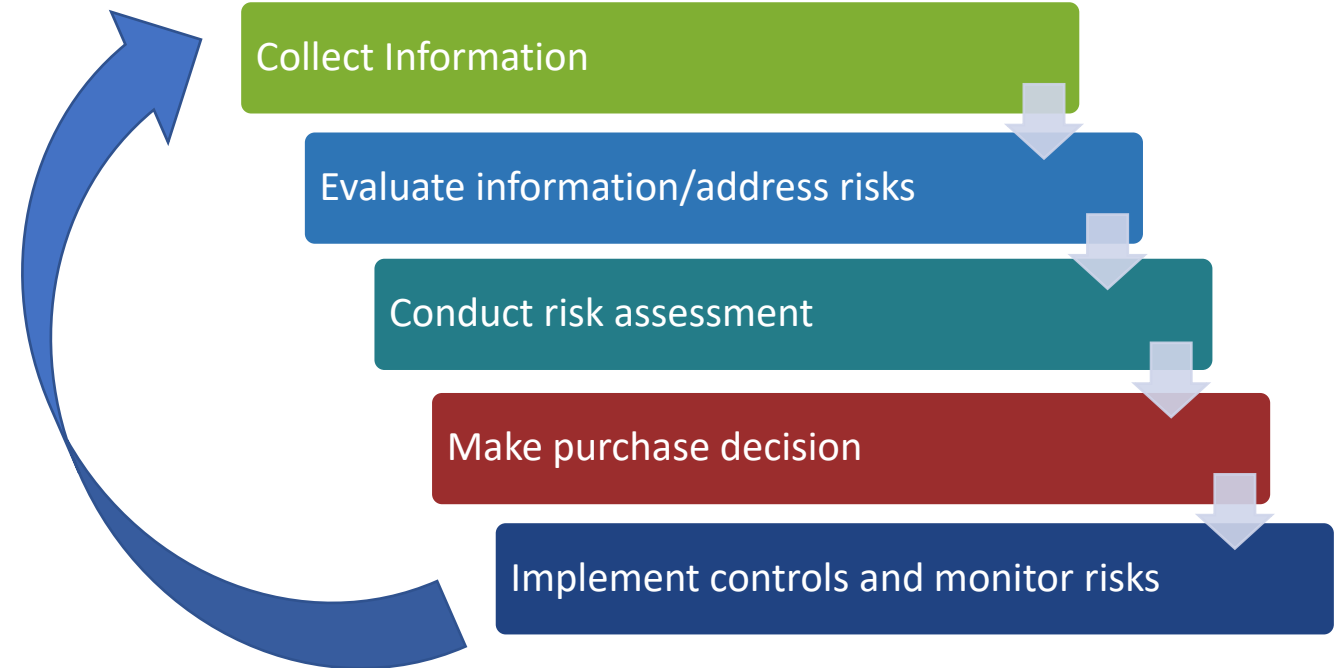 Collect Information
Evaluate information/address risks
Conduct risk assessment
Make purchase decision
Implement controls and monitor risks